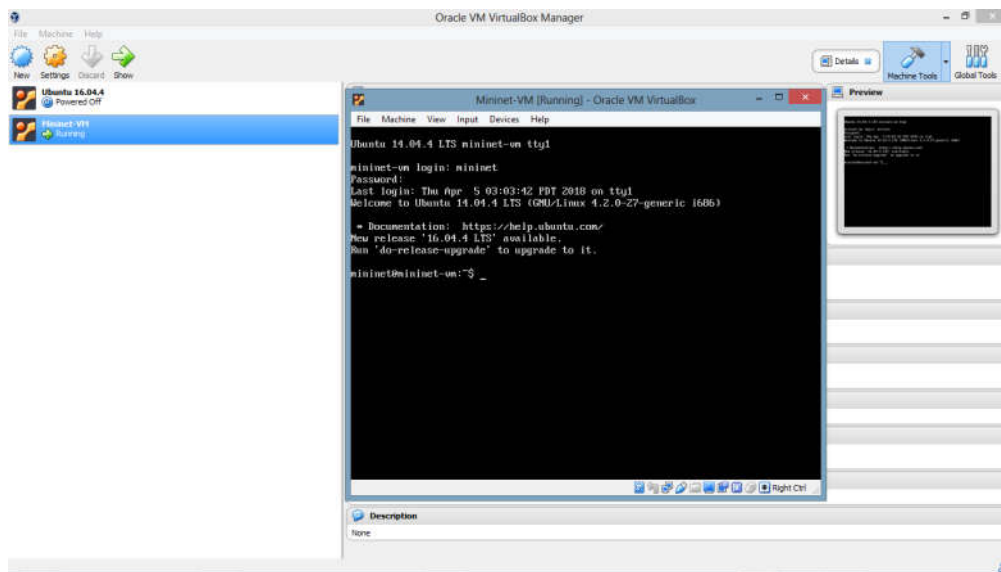 Oracle VM VirtualBox Manager
File Machine Help
New Settings Discard Show
Details
Machine Tools
Global Tools
Ubuntu 16.04.4
Powered Off
Mininet-VM
Running
Mininet-VM [Running] - Oracle VM VirtualBox
File Machine View Input Devices Help
Ubuntu 14.04.4 LTS mininet-vm tty1
mininet-vm login: mininet
Password:
Last login: Thu Apr 5 03:03:42 PDT 2018 on tty1
Welcome to Ubuntu 14.04.4 LTS (GNU/Linux 4.2.0-27-generic i686)
* Documentation: https://help.ubuntu.com/
New release '16.04.4 LTS' available.
Run 'do-release-upgrade' to upgrade to it.
mininet@mininet-vm:~$ _
Right Ctrl
Preview
Description
None